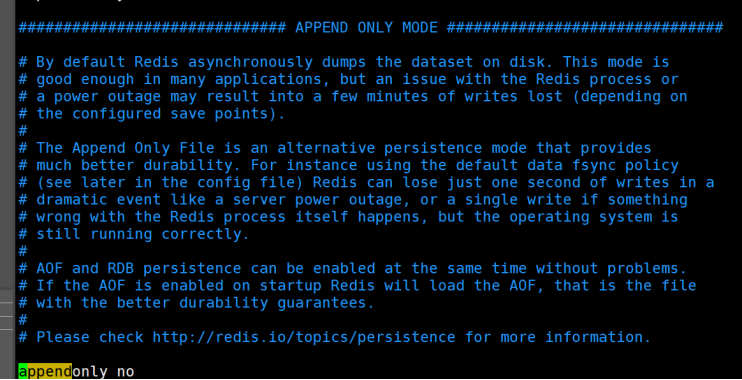 ############################## APPEND ONLY MODE ###############################
# By default Redis asynchronously dumps the dataset on disk. This mode is
# good enough in many applications, but an issue with the Redis process or
# a power outage may result into a few minutes of writes lost (depending on
# the configured save points).
#
# The Append Only File is an alternative persistence mode that provides
# much better durability. For instance using the default data fsync policy
# (see later in the config file) Redis can lose just one second of writes in a
# dramatic event like a server power outage, or a single write if something
# wrong with the Redis process itself happens, but the operating system is
# still running correctly.
#
# AOF and RDB persistence can be enabled at the same time without problems.
# If the AOF is enabled on startup Redis will load the AOF, that is the file
# with the better durability guarantees.
#
# Please check http://redis.io/topics/persistence for more information.
appendonly no